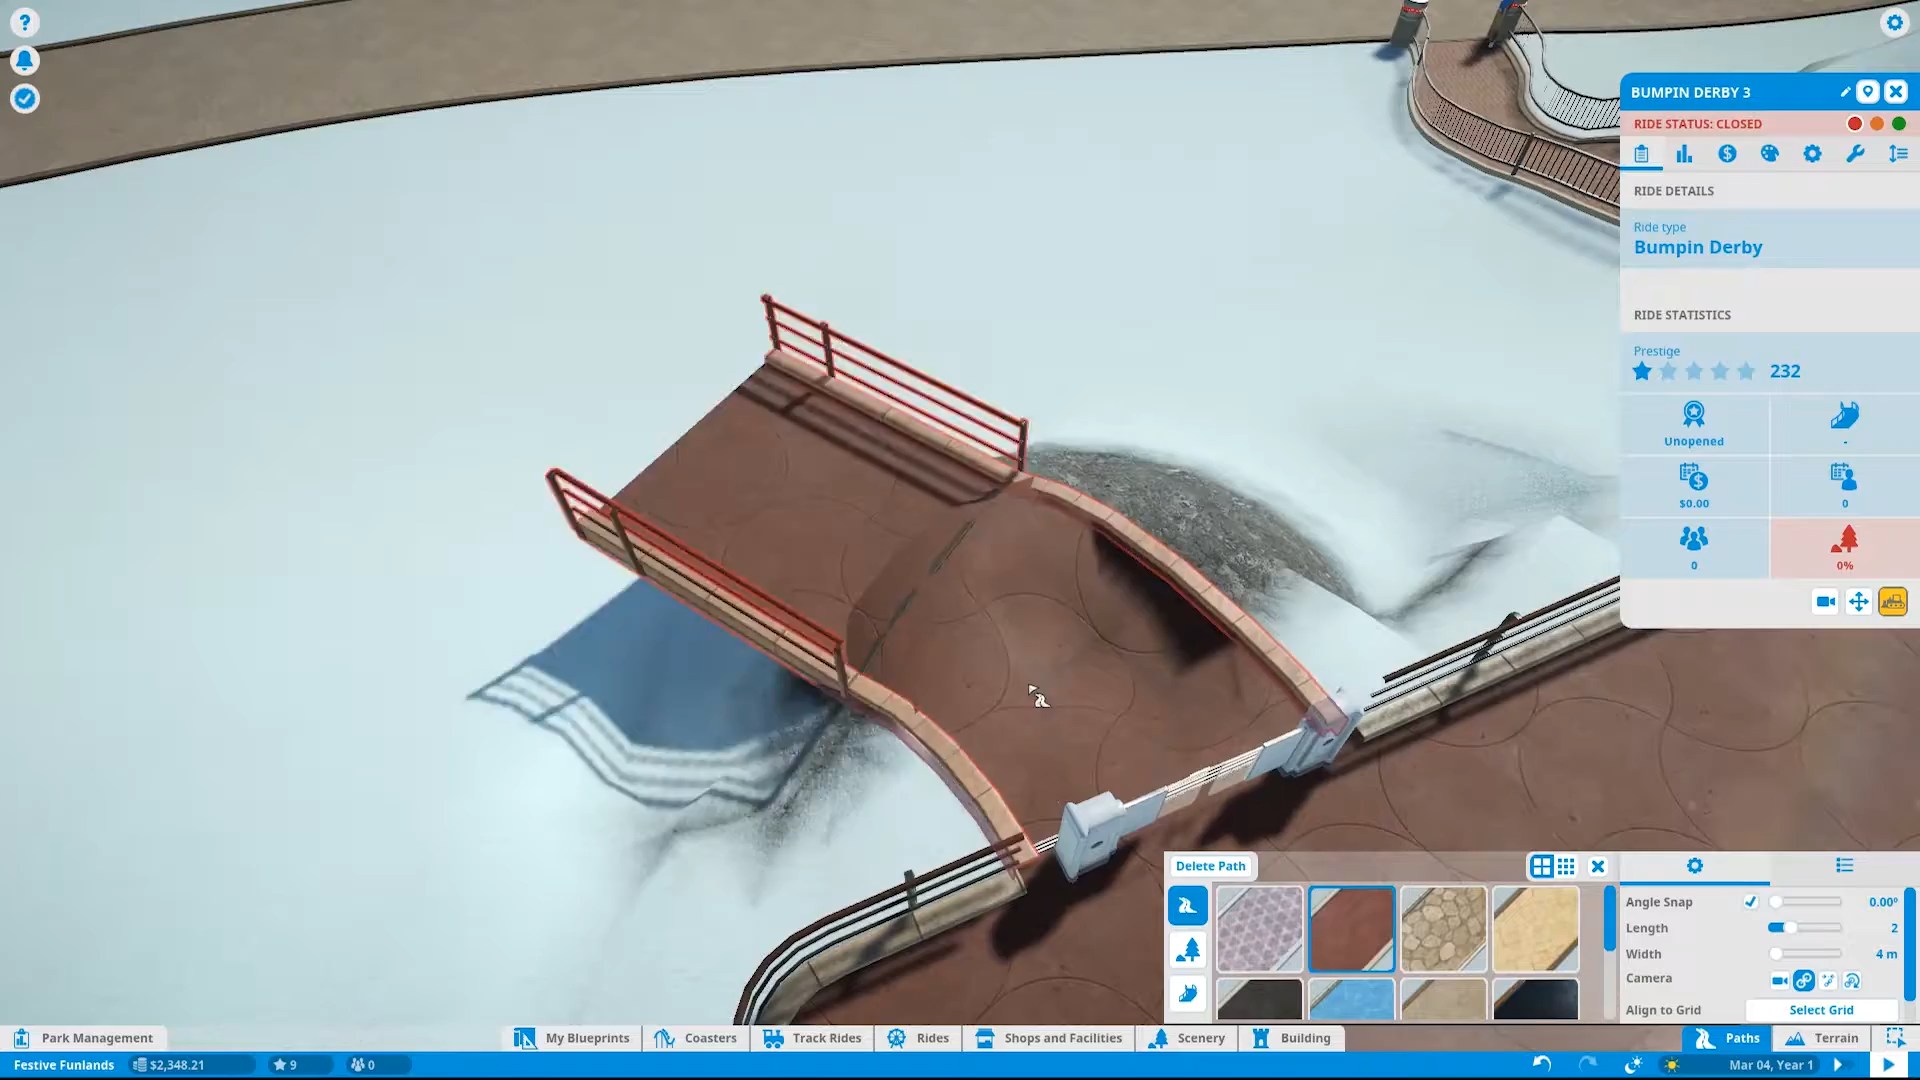 ?
BUMPIN DERBY 3
RIDE STATUS: CLOSED
RIDE DETAILS
Ride type
Bumpin Derby
RIDE STATISTICS
Prestige
232
Unopened
-
$0.00
0
0
0%
Delete Path
Angle Snap
0.00º
Length
2
Width
4 m
Camera
Align to Grid
Select Grid
Park Management
My Blueprints
Coasters
Track Rides
Rides
Shops and Facilities
Scenery
Building
Paths
Terrain
Festive Funlands
$2,348.21
9
0
Mar 04, Year 1